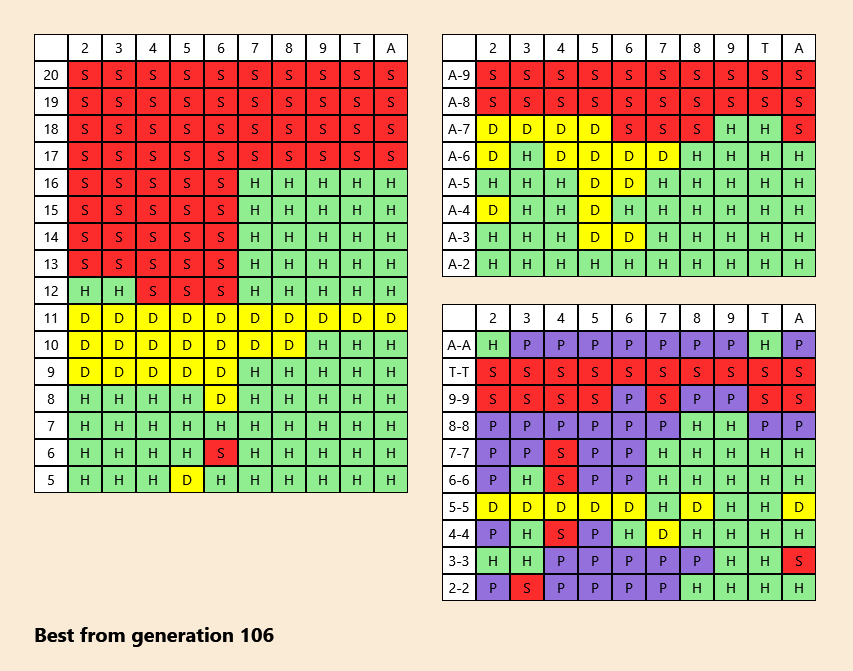 2 3 4 5 6 7 8 9 T A
20 S S S S S S S S S S
19 S S S S S S S S S S
18 S S S S S S S S S S
17 S S S S S S S S S S
16 S S S S S H H H H H
15 S S S S S H H H H H
14 S S S S S H H H H H
13 S S S S S H H H H H
12 H H S S S H H H H H
11 D D D D D D D D D D
10 D D D D D D D H H H
9 D D D D D H H H H H
8 H H H H D H H H H H
7 H H H H H H H H H H
6 H H H H S H H H H H
5 H H H D H H H H H H
2 3 4 5 6 7 8 9 T A
A-9 S S S S S S S S S S
A-8 S S S S S S S S S S
A-7 D D D D S S S H H S
A-6 D H D D D D H H H H
A-5 H H H D D H H H H H
A-4 D H H D H H H H H H
A-3 H H H D D H H H H H
A-2 H H H H H H H H H H
2 3 4 5 6 7 8 9 T A
A-A H P P P P P P P H P
T-T S S S S S S S S S S
9-9 S S S S P S P P S S
8-8 P P P P P P H H P P
7-7 P P S P P H H H H H
6-6 P H S P P H H H H H
5-5 D D D D D H D H H D
4-4 P H S P H D H H H H
3-3 H H P P P P P H H S
2-2 P S P P P P H H H H
Best from generation 106